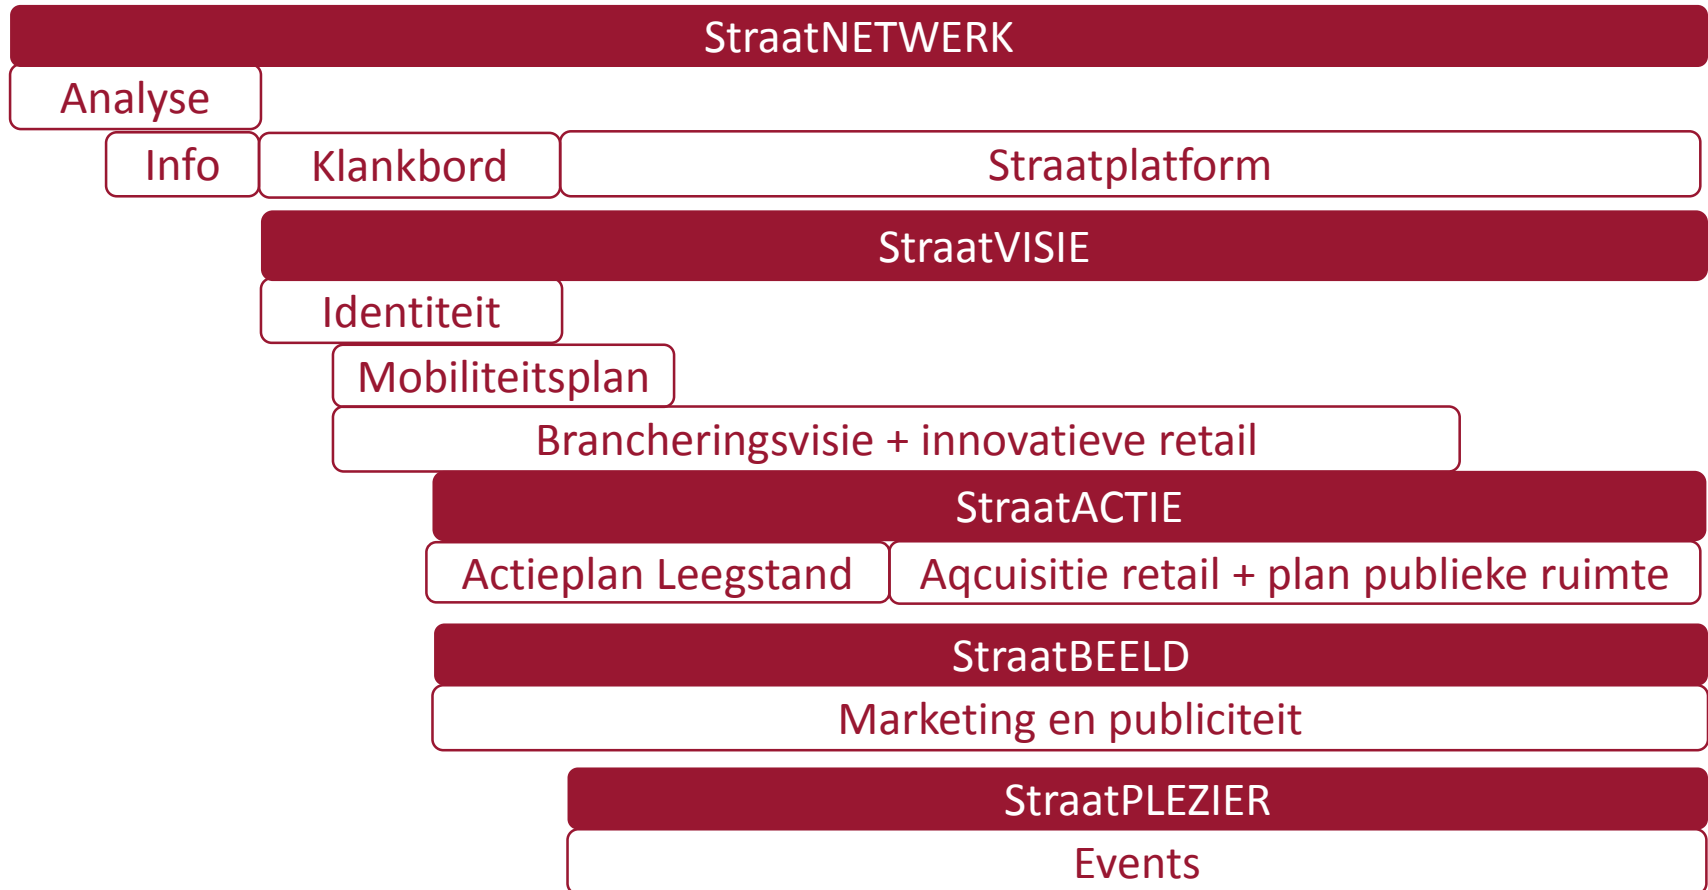 StraatNETWERK
Analyse
Info
Klankbord
Straatplatform
StraatVISIE
Identiteit
Mobiliteitsplan
Brancheringsvisie + innovatieve retail
StraatACTIE
Actieplan Leegstand
Aqcuisitie retail + plan publieke ruimte
StraatBEELD
Marketing en publiciteit
StraatPLEZIER
Events